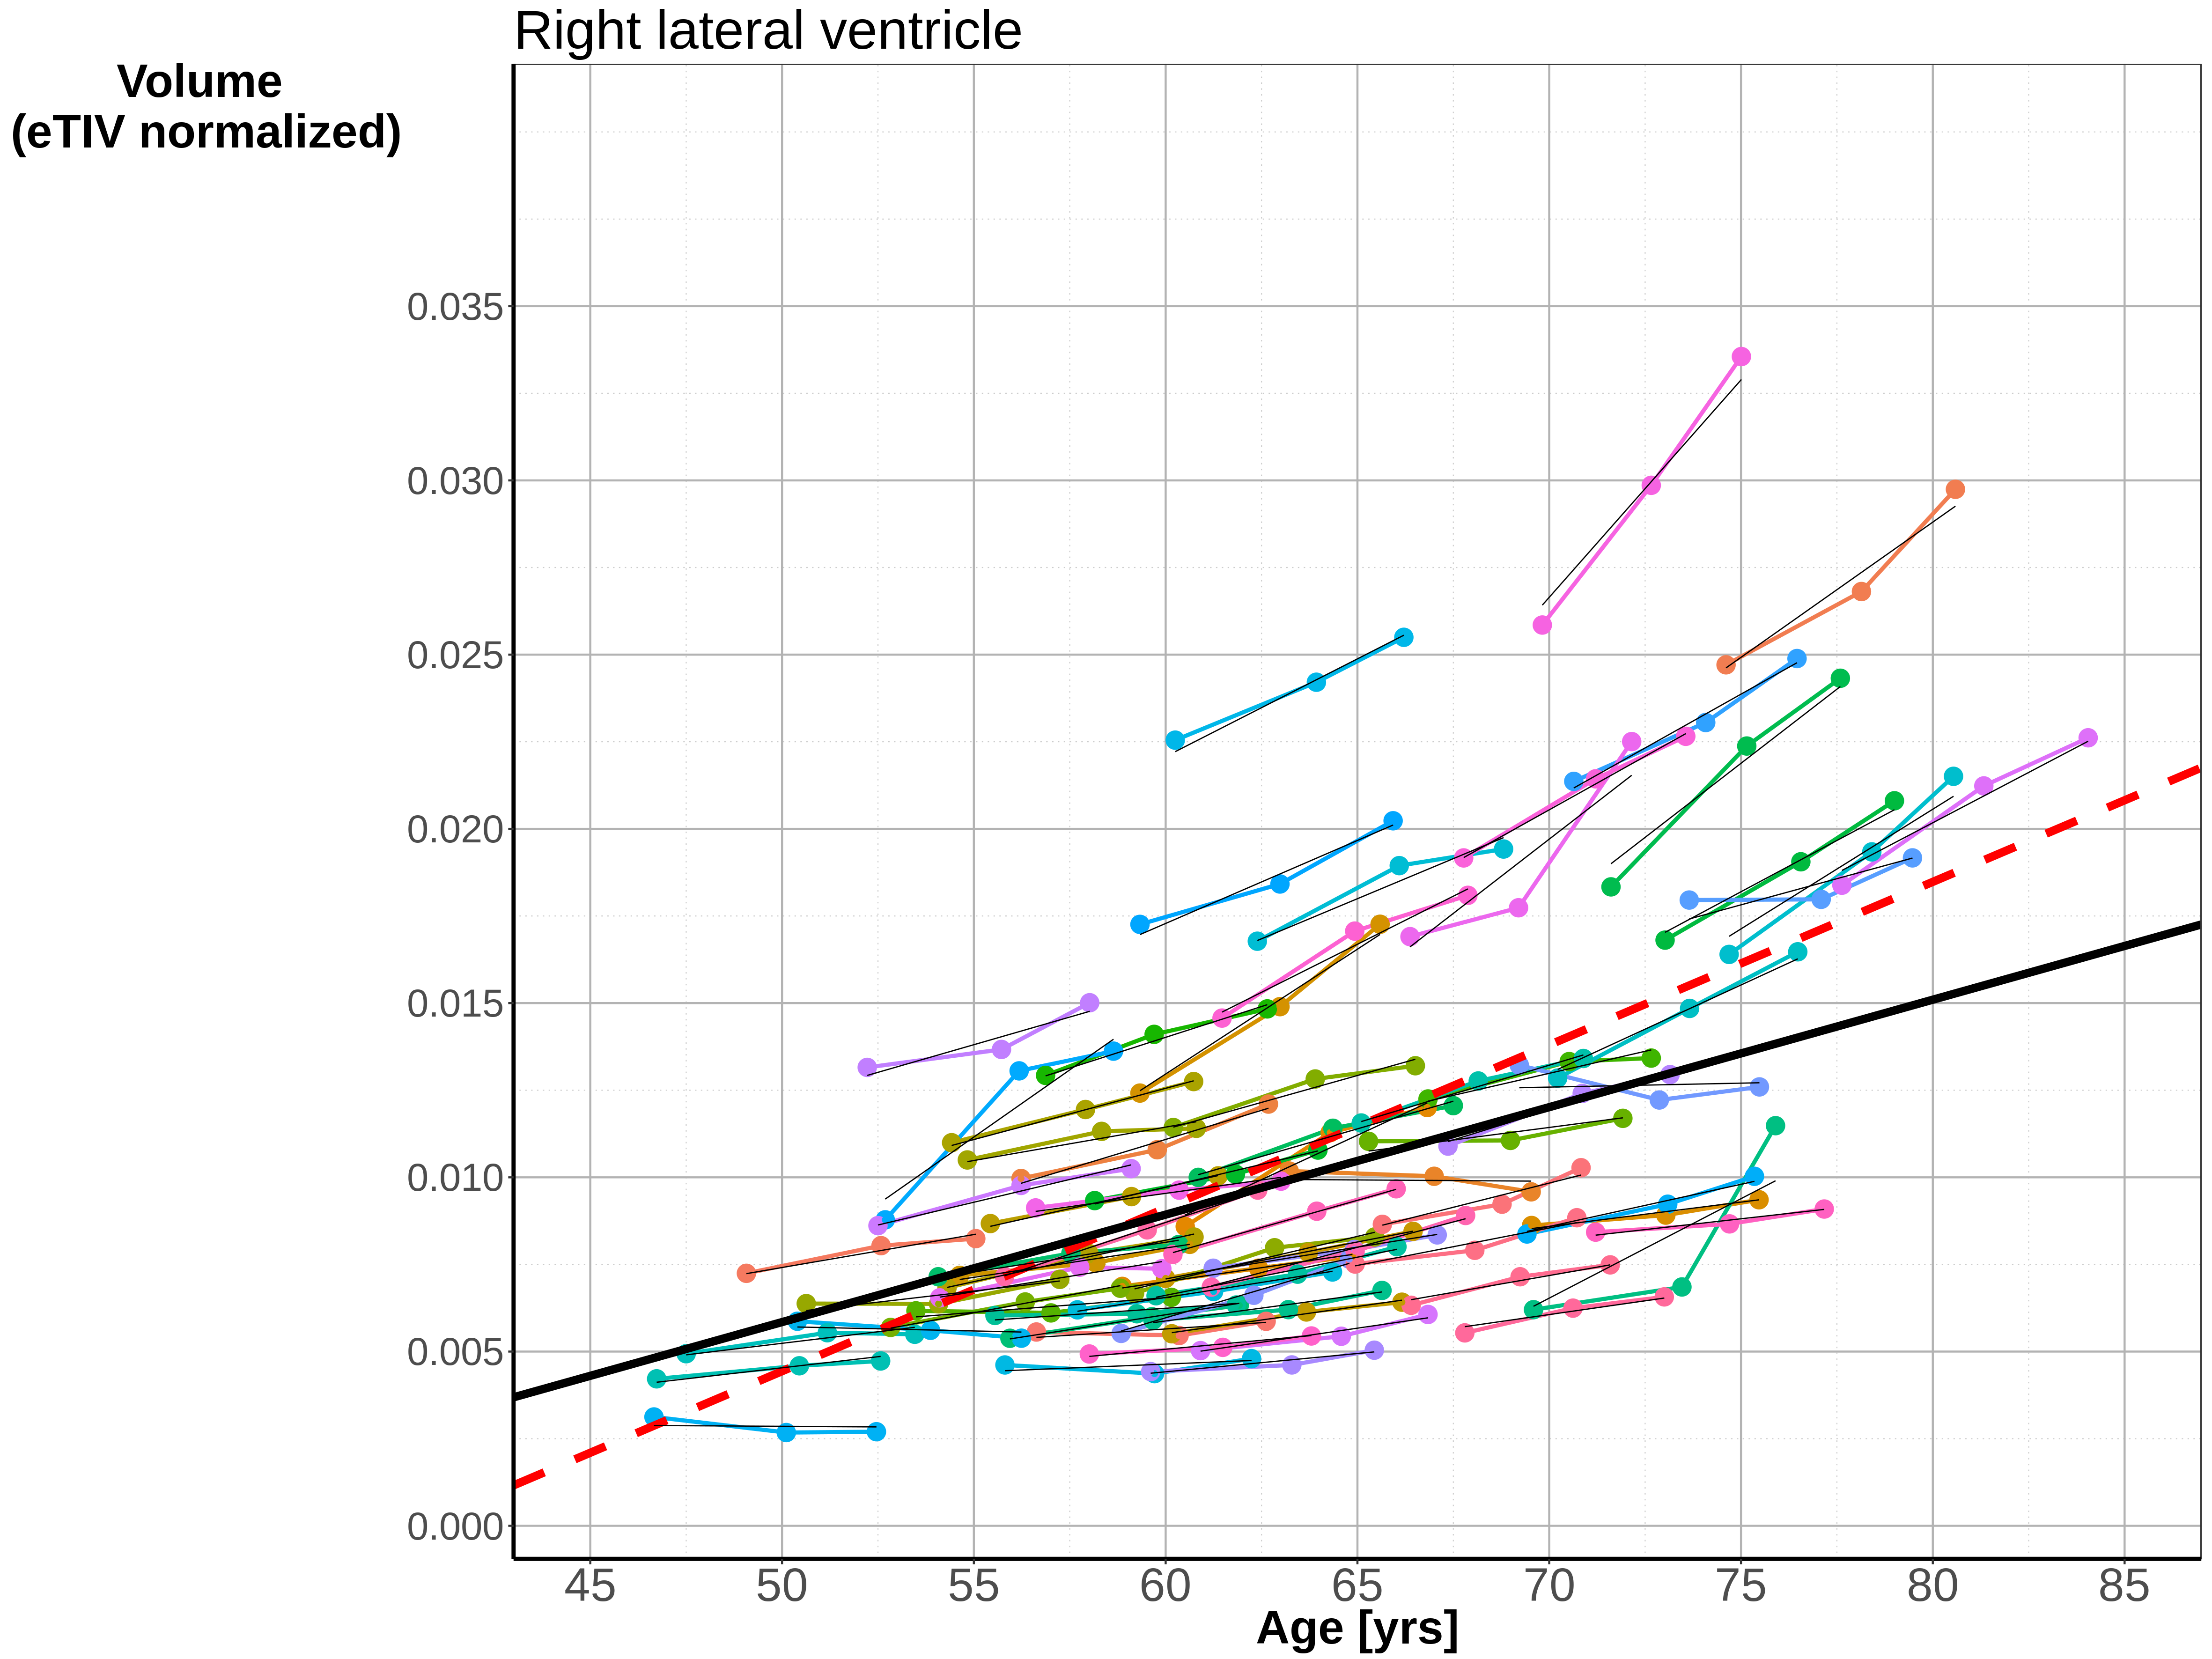 Right lateral ventricle
Volume
(eTIV normalized)
0.035
0.030
0.025
0.020
0.015
0.010
0.005
0.000
45 50 55 60 65 70 75 80 85
Age [yrs]